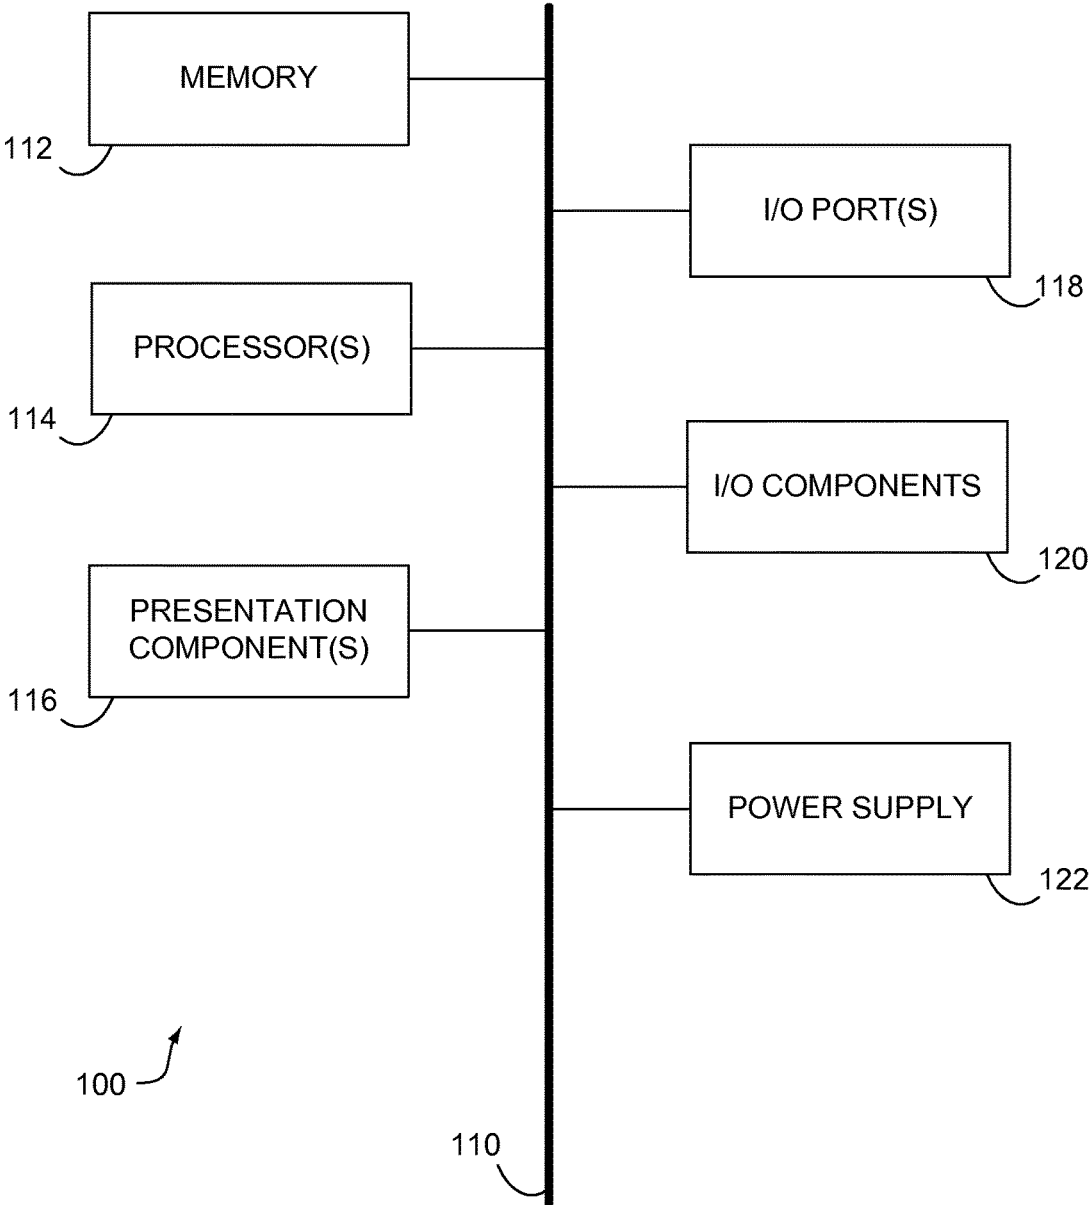 MEMORY
112
I/O PORT(S)
118
PROCESSOR(S)
114
I/O COMPONENTS
120
PRESENTATION
COMPONENT(S)
116
POWER SUPPLY
122
100
110